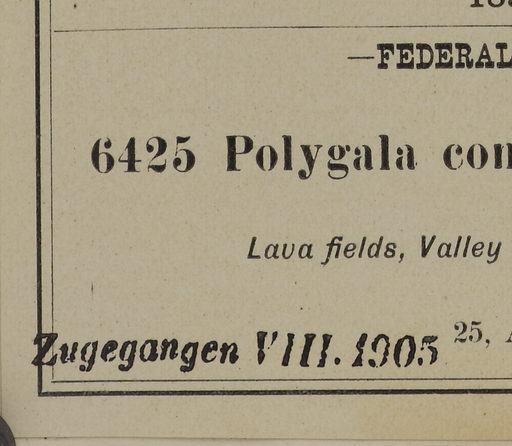 —FEDERAL
6425 Polygala con
Lava fields, Valley
25,
Zugegangen VIII. 1905